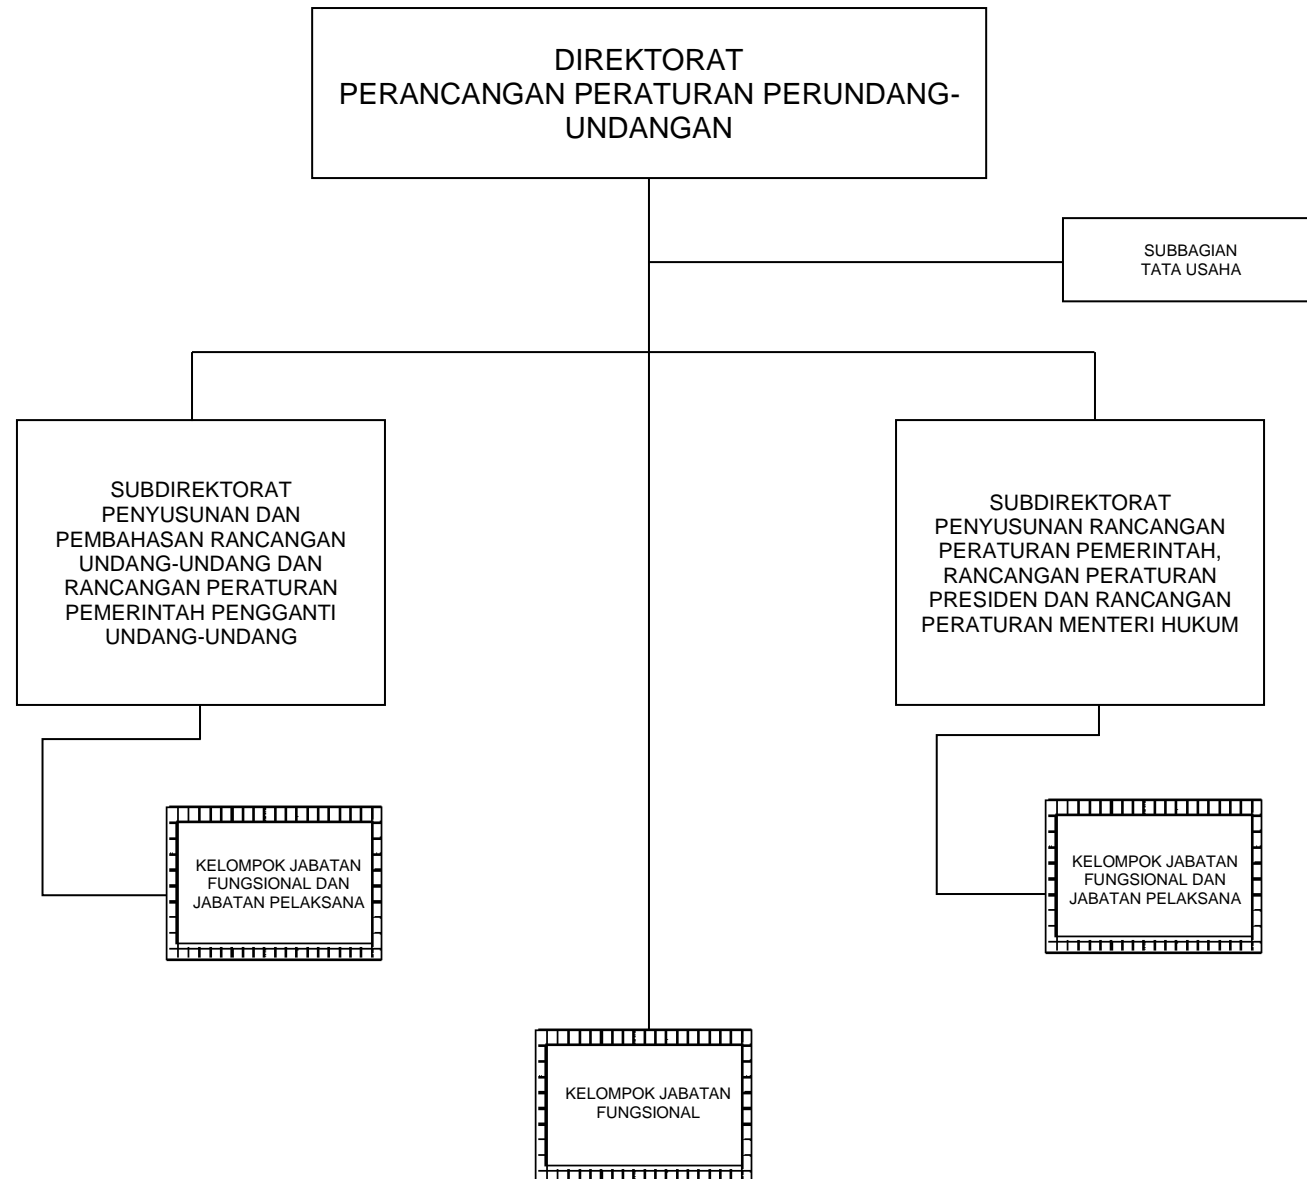 DIREKTORAT
PERANCANGAN PERATURAN PERUNDANG-
UNDANGAN
SUBBAGIAN
TATA USAHA
SUBDIREKTORAT
PENYUSUNAN DAN
PEMBAHASAN RANCANGAN
UNDANG-UNDANG DAN
RANCANGAN PERATURAN
PEMERINTAH PENGGANTI
UNDANG-UNDANG
SUBDIREKTORAT
PENYUSUNAN RANCANGAN
PERATURAN PEMERINTAH,
RANCANGAN PERATURAN
PRESIDEN DAN RANCANGAN
PERATURAN MENTERI HUKUM
KELOMPOK JABATAN
FUNGSIONAL DAN
JABATAN PELAKSANA
KELOMPOK JABATAN
FUNGSIONAL DAN
JABATAN PELAKSANA
KELOMPOK JABATAN
FUNGSIONAL